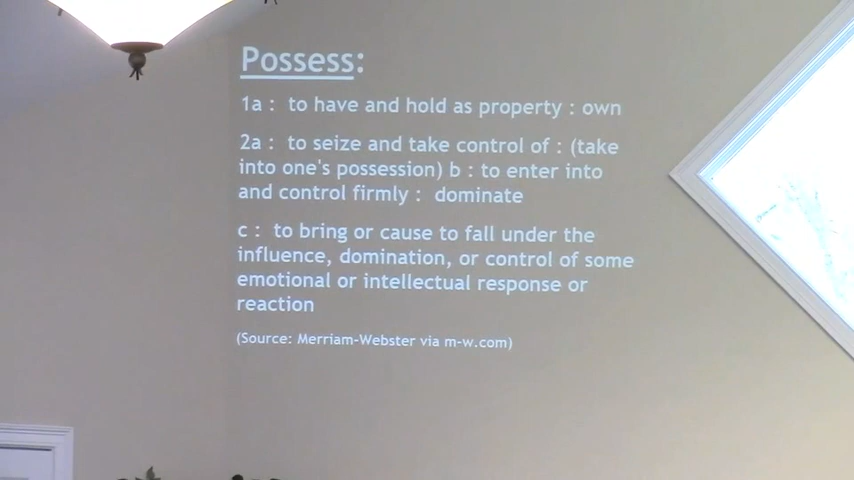 Possess:
1a : to have and hold as property : own
2a : to seize and take control of : (take
into one's possession) b : to enter into
and control firmly : dominate
c : to bring or cause to fall under the
influence, domination, or control of some
emotional or intellectual response or
reaction
(Source: Merriam-Webster via m-w.com)